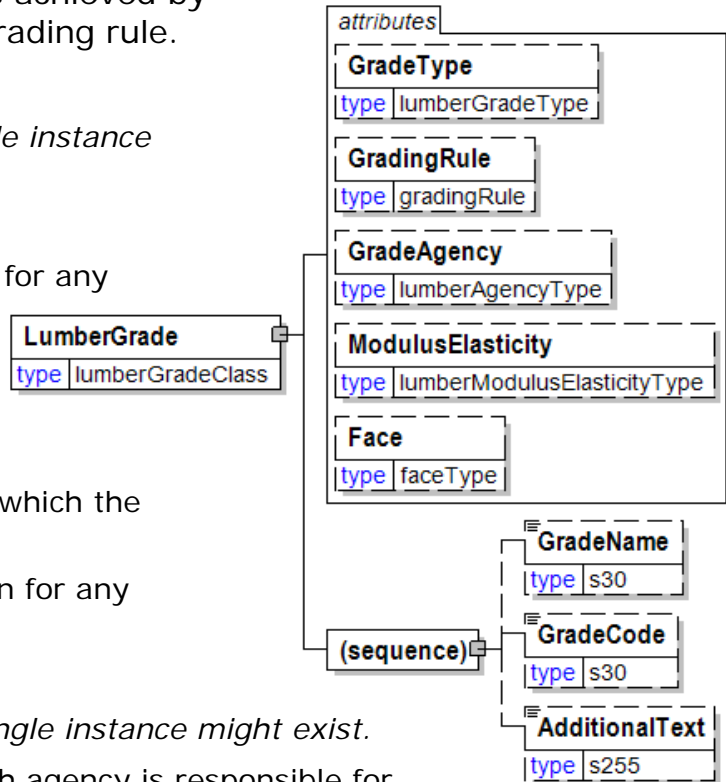 s achieved by
rading rule.
le instance
for any
which the
n for any
ngle instance might exist.
h agency is responsible for
LumberGrade
type lumberGradeClass
attributes
GradeType
type lumberGradeType
GradingRule
type gradingRule
GradeAgency
type lumberAgencyType
ModulusElasticity
type lumberModulusElasticityType
Face
type faceType
(sequence)
GradeName
type s30
GradeCode
type s30
AdditionalText
type s255